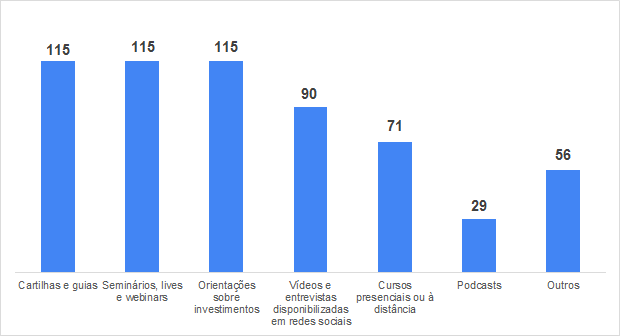 115
115
115
90
71
29
56
Cartilhas e guias
Seminários, lives
e webinars
Orientações
sobre
investimentos
Vídeos e
entrevistas
disponibilizadas
em redes sociais
Cursos
presenciais ou à
distância
Podcasts
Outros